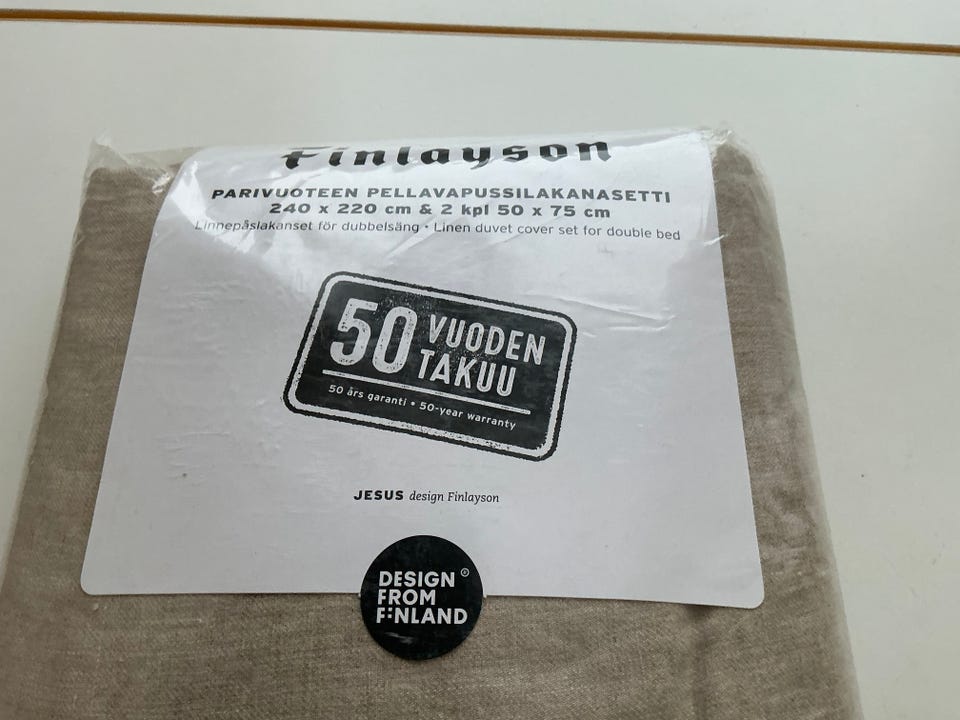 Finlayson
PARIVUOTEEN PELLAVAPUSSILAKANASETTI
240 x 220 cm & 2 kpl 50 x 75 cm
Linnepåslakanset för dubbelsäng • Linen duvet cover set for double bed
50 VUODEN
TAKUU
50 års garanti • 50-year warranty
JESUS design Finlayson
DESIGN ®
FROM
FINLAND